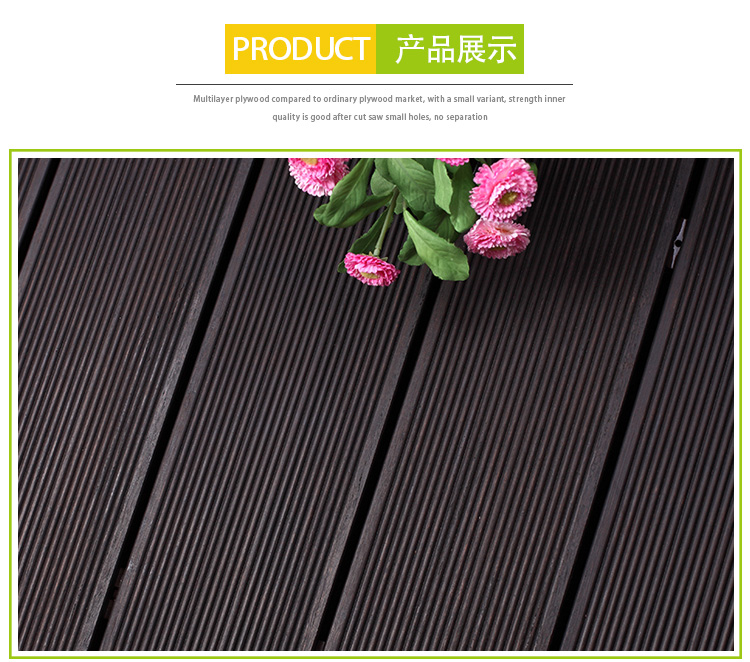 PRODUCT 产品展示
Multilayer plywood compared to ordinary plywood market, with a small variant, strength inner
quality is good after cut saw small holes, no separation